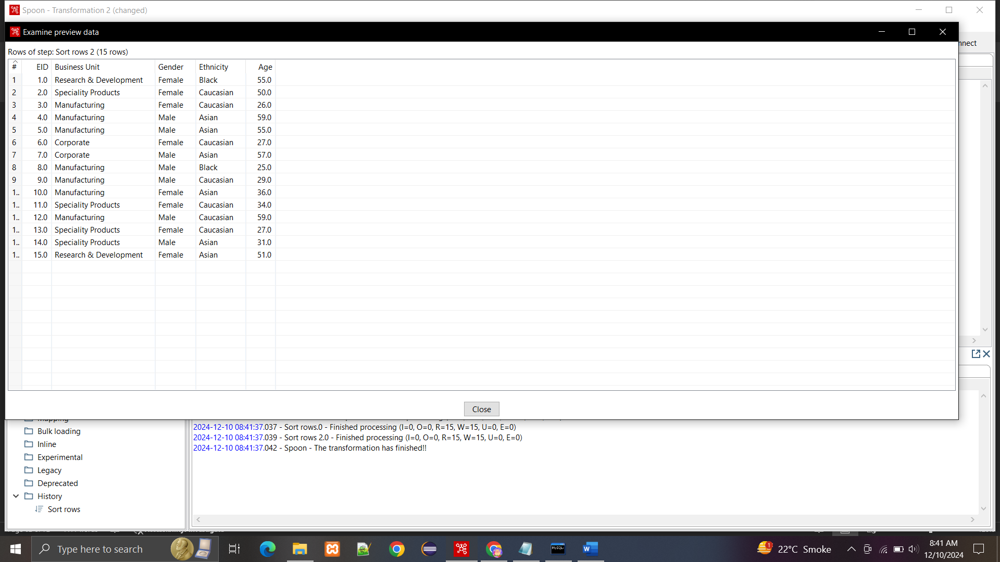 Spoon - Transformation 2 (changed)
Examine preview data
nnect
Rows of step: Sort rows 2 (15 rows)
# EID Business Unit Gender Ethnicity Age
1 1.0 Research & Development Female Black 55.0
2 2.0 Speciality Products Female Caucasian 50.0
3 3.0 Manufacturing Female Caucasian 26.0
4 4.0 Manufacturing Male Asian 59.0
5 5.0 Manufacturing Male Asian 55.0
6 6.0 Corporate Female Caucasian 27.0
7 7.0 Corporate Male Asian 57.0
8 8.0 Manufacturing Male Black 25.0
9 9.0 Manufacturing Male Caucasian 29.0
1.. 10.0 Manufacturing Female Asian 36.0
1.. 11.0 Speciality Products Female Caucasian 34.0
1.. 12.0 Manufacturing Male Caucasian 59.0
1.. 13.0 Speciality Products Female Caucasian 27.0
1.. 14.0 Speciality Products Male Asian 31.0
1.. 15.0 Research & Development Female Asian 51.0
Close
Mapping
Bulk loading
Inline
Experimental
Legacy
Deprecated
History
Sort rows
2024-12-10 08:41:37.037 - Sort rows.0 - Finished processing (I=0, O=0, R=15, W=15, U=0, E=0)
2024-12-10 08:41:37.039 - Sort rows 2.0 - Finished processing (I=0, O=0, R=15, W=15, U=0, E=0)
2024-12-10 08:41:37.042 - Spoon - The transformation has finished!!
Type here to search
MySQL
W
1
22°C Smoke
8:41 AM
12/10/2024